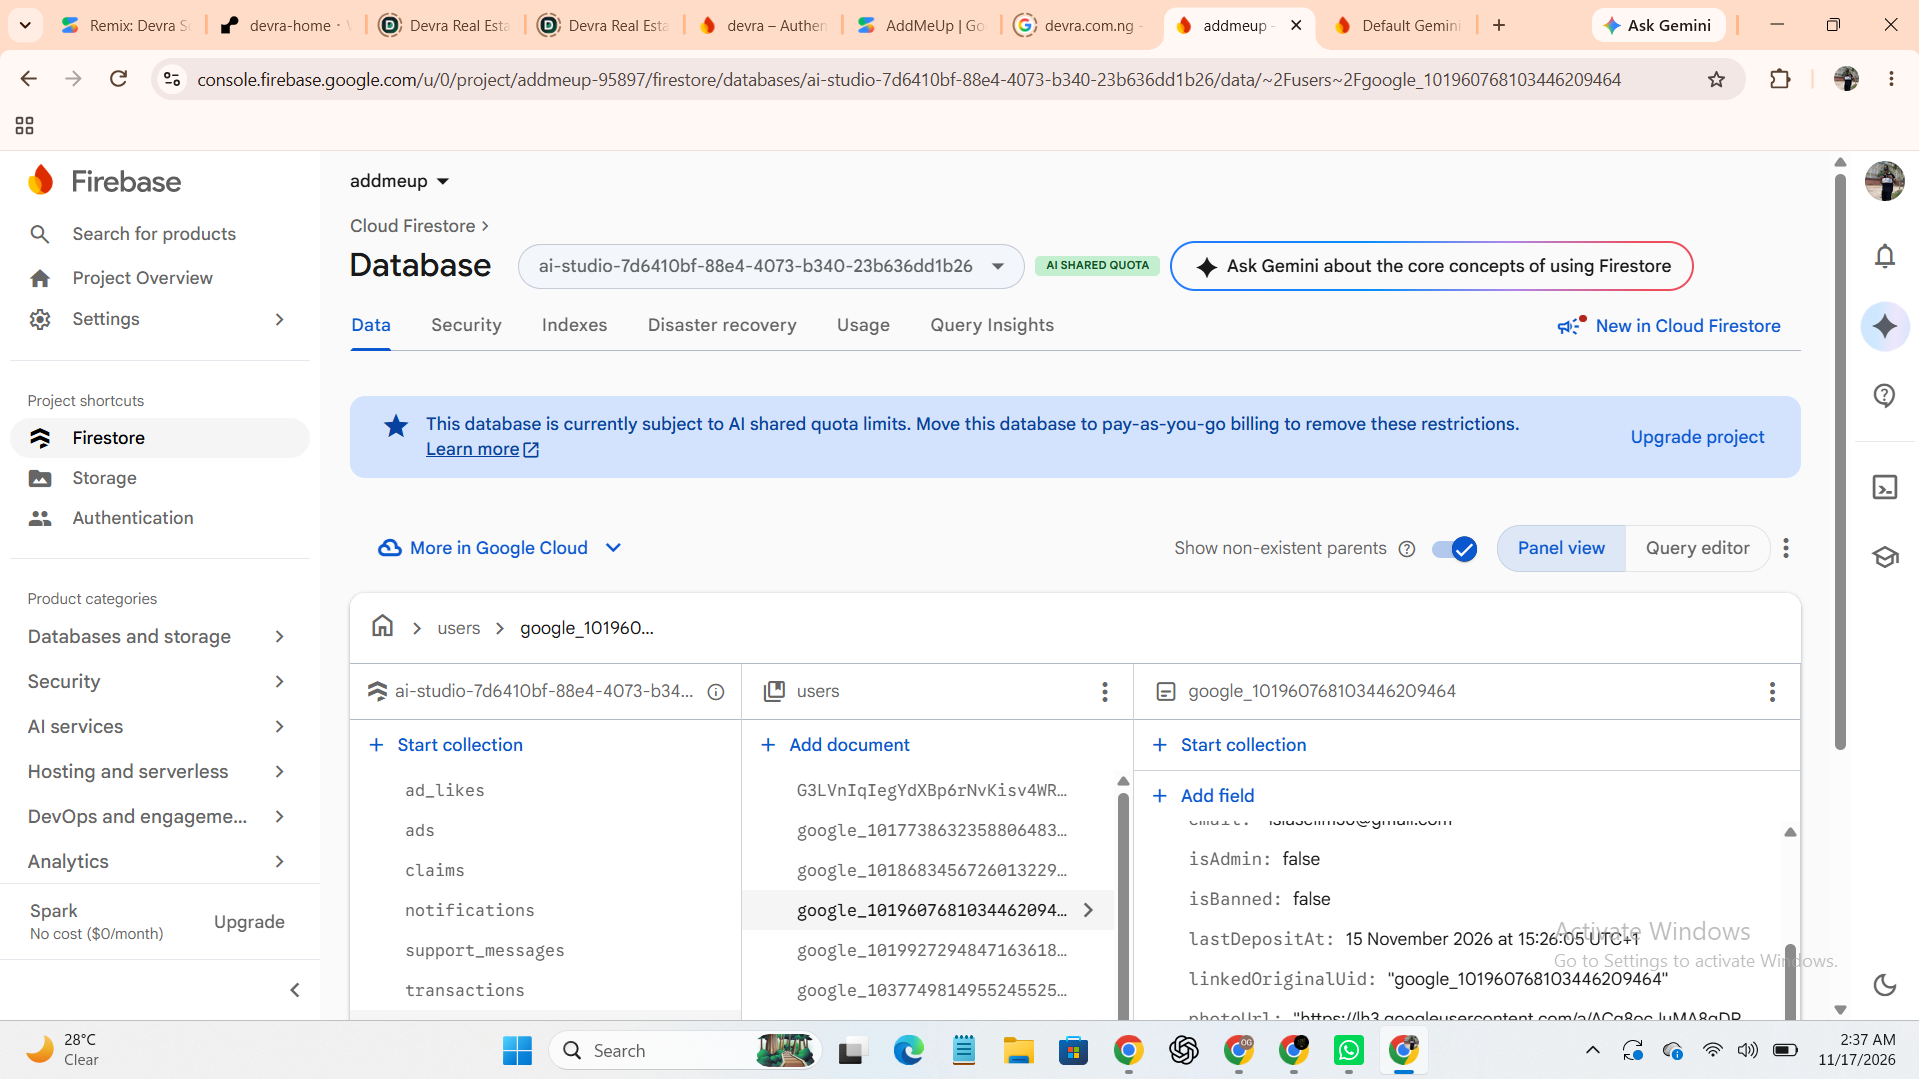 Remix: Devra Sc
devra-home
Devra Real Esta
Devra Real Esta
devra – Authen
AddMeUp | Go
devra.com.ng -
addmeup -
Default Gemini
Ask Gemini
console.firebase.google.com/u/0/project/addmeup-95897/firestore/databases/ai-studio-7d6410bf-88e4-4073-b340-23b636dd1b26/data/~2Fusers~2Fgoogle_101960768103446209464
Firebase
Search for products
Project Overview
Settings
Project shortcuts
Firestore
Storage
Authentication
Product categories
Databases and storage
Security
AI services
Hosting and serverless
DevOps and engageme...
Analytics
Spark
No cost ($0/month)
Upgrade
addmeup
Cloud Firestore
Database
ai-studio-7d6410bf-88e4-4073-b340-23b636dd1b26
AI SHARED QUOTA
Ask Gemini about the core concepts of using Firestore
Data Security Indexes Disaster recovery Usage Query Insights
New in Cloud Firestore
This database is currently subject to AI shared quota limits. Move this database to pay-as-you-go billing to remove these restrictions.
Learn more
Upgrade project
More in Google Cloud
Show non-existent parents
Panel view
Query editor
users
google_101960...
ai-studio-7d6410bf-88e4-4073-b34...
Start collection
ad_likes
ads
claims
notifications
support_messages
transactions
users
Add document
G3LVnIqIegYdXBp6rNvKisv4WR...
google_1017738632358806483...
google_1018683456726013229...
google_1019607681034462094...
google_1019927294847163618...
google_1037749814955245525...
google_101960768103446209464
Start collection
Add field
isAdmin: false
isBanned: false
lastDepositAt: 15 November 2026 at 15:26:05 UTC+1
linkedOriginalUid: "google_101960768103446209464"
Activate Windows
Go to Settings to activate Windows.
28°C
Clear
Search
OG
2:37 AM
11/17/2026